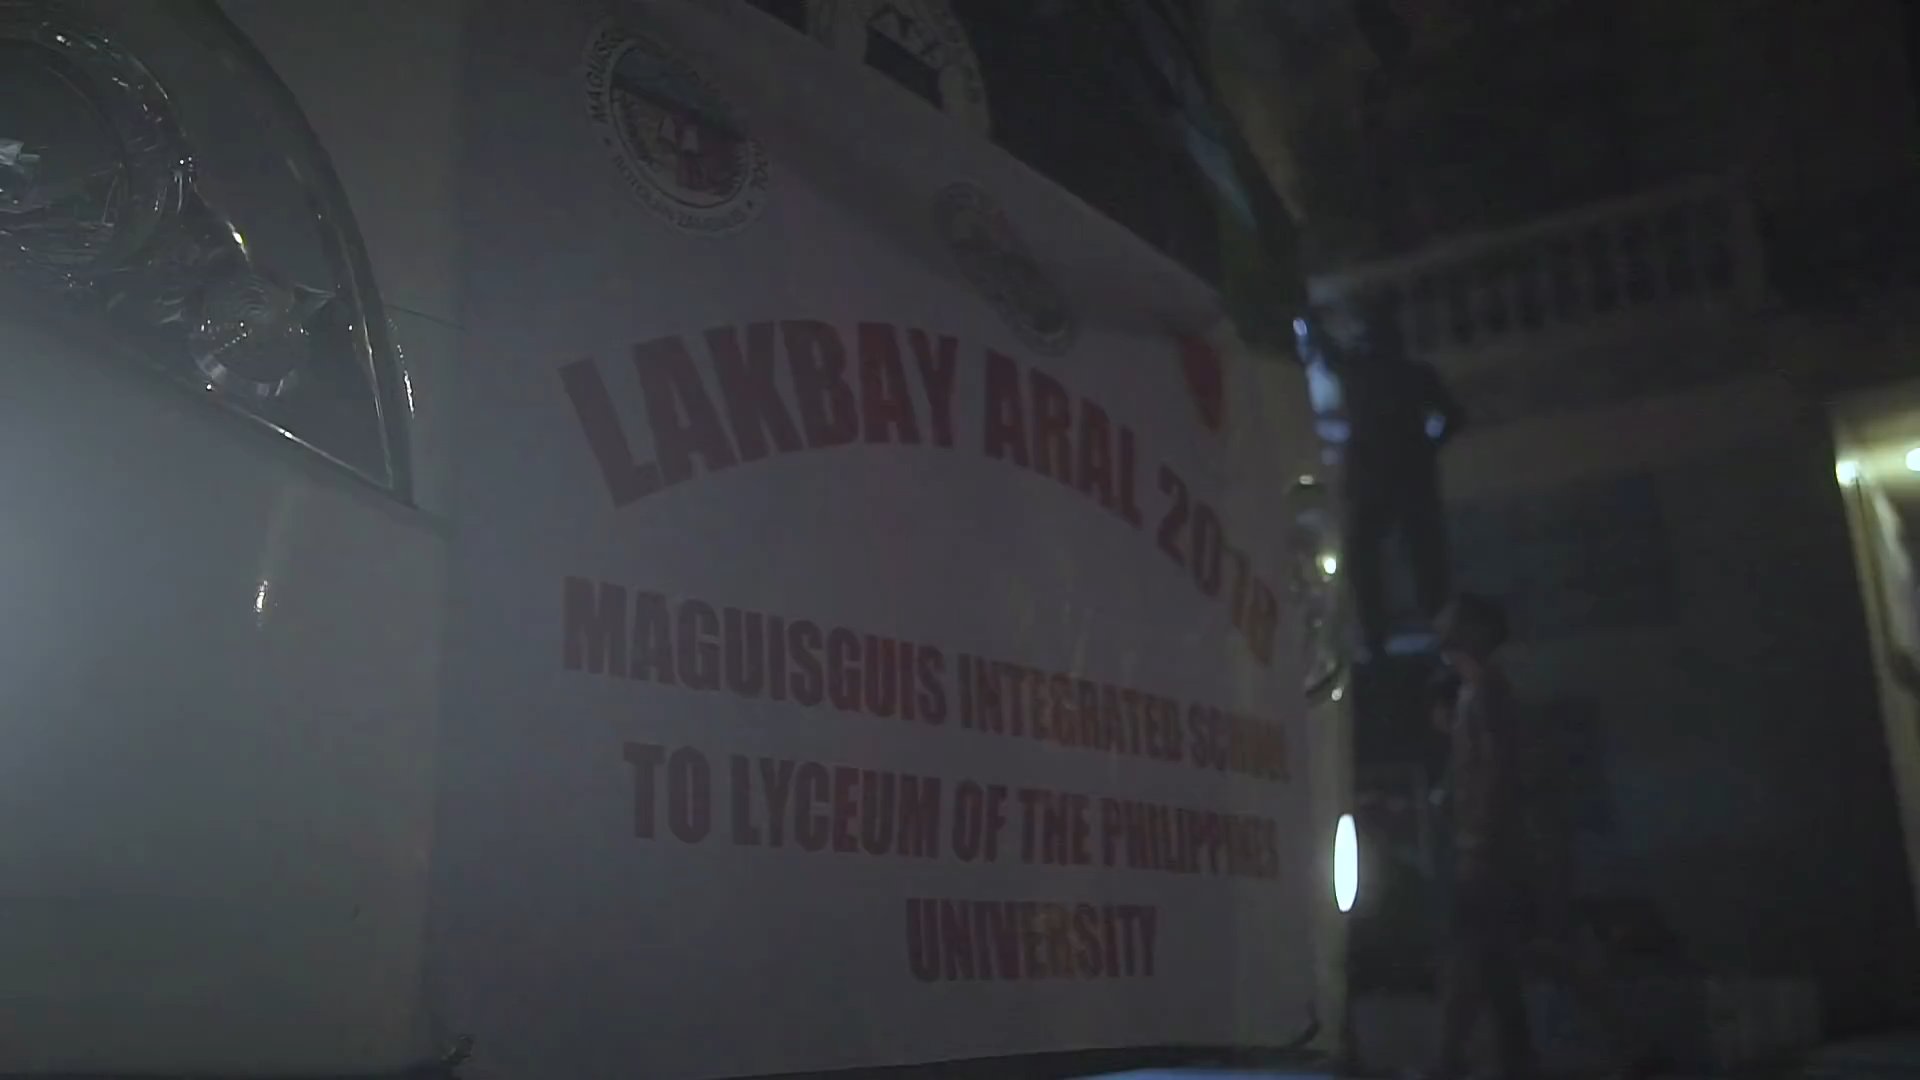 LAKBAY ARAL 2018
MAGUISGUIS INTEGRATED SCHOOL
TO LYCEUM OF THE PHILIPPINES
UNIVERSITY